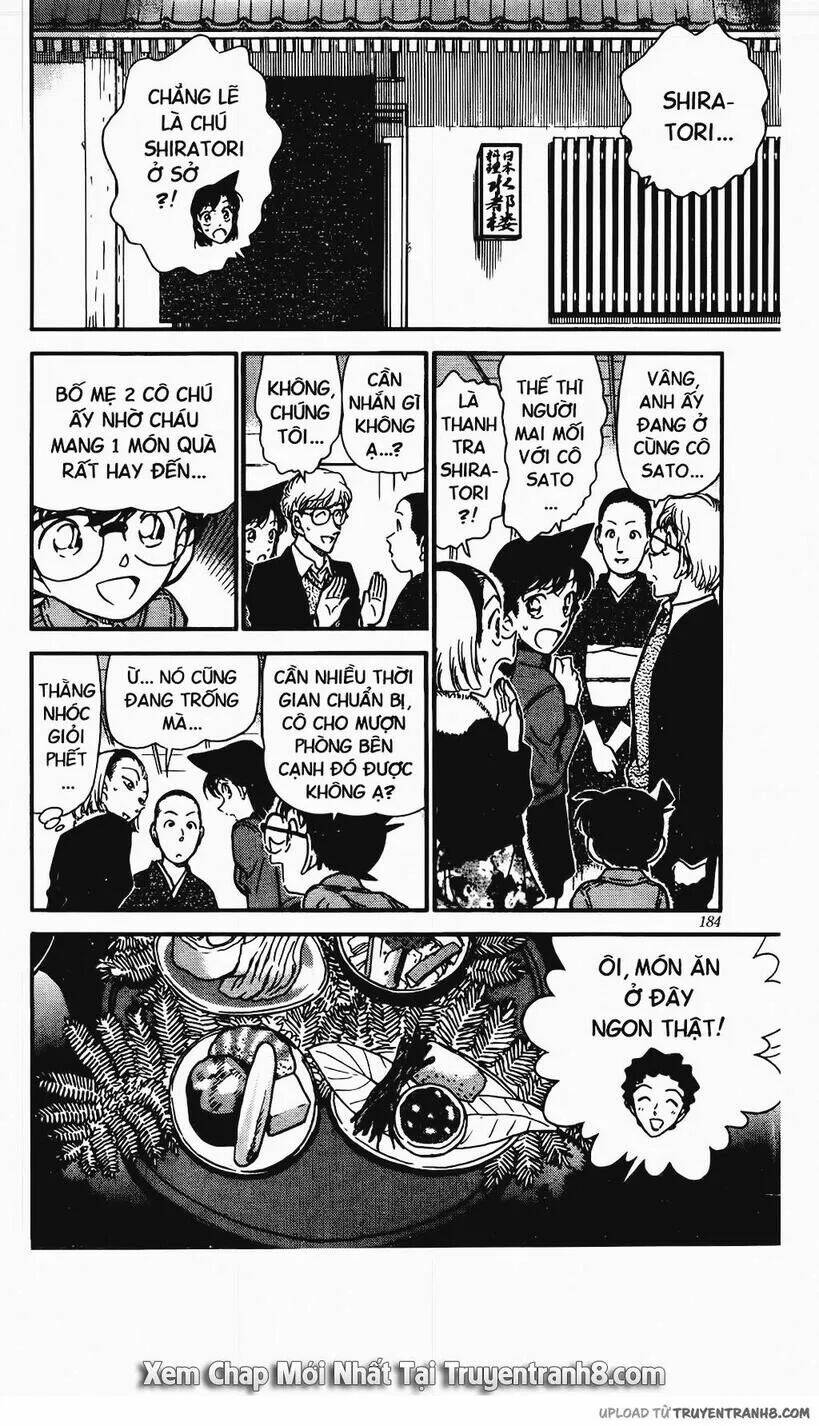 SHIRA-
TORI...
CHẲNG LẼ
LÀ CHÚ
SHIRATORI
Ở SỞ
?!
日本
料理
VÂNG,
ANH ẤY
ĐANG Ở
CÙNG CÔ
SATO...
THẾ THÌ
NGƯỜI
MAI MỐI
VỚI CÔ
SATO
...
LÀ
THANH
TRA
SHIRA-
TORI
?!
CẦN
NHẮN GÌ
KHÔNG
Ạ...?
KHÔNG,
CHÚNG
TÔI...
BỐ MẸ 2 CÔ CHÚ
ẤY NHỜ CHÁU
MANG 1 MÓN QUÀ
RẤT HAY ĐẾN...
CẦN NHIỀU THỜI
GIAN CHUẨN BỊ,
CÔ CHO MƯỢN
PHÒNG BÊN
CẠNH ĐÓ ĐƯỢC
KHÔNG Ạ?
Ừ... NÓ CŨNG
ĐANG TRỐNG
MÀ...
THẰNG
NHÓC
GIỎI
PHẾT
...
184
ÔI, MÓN ĂN
Ở ĐÂY
NGON THẬT!
Xem Chap Mới Nhất Tại Truyentranh8.com
UPLOAD TỪ TRUYENTRANH8.COM